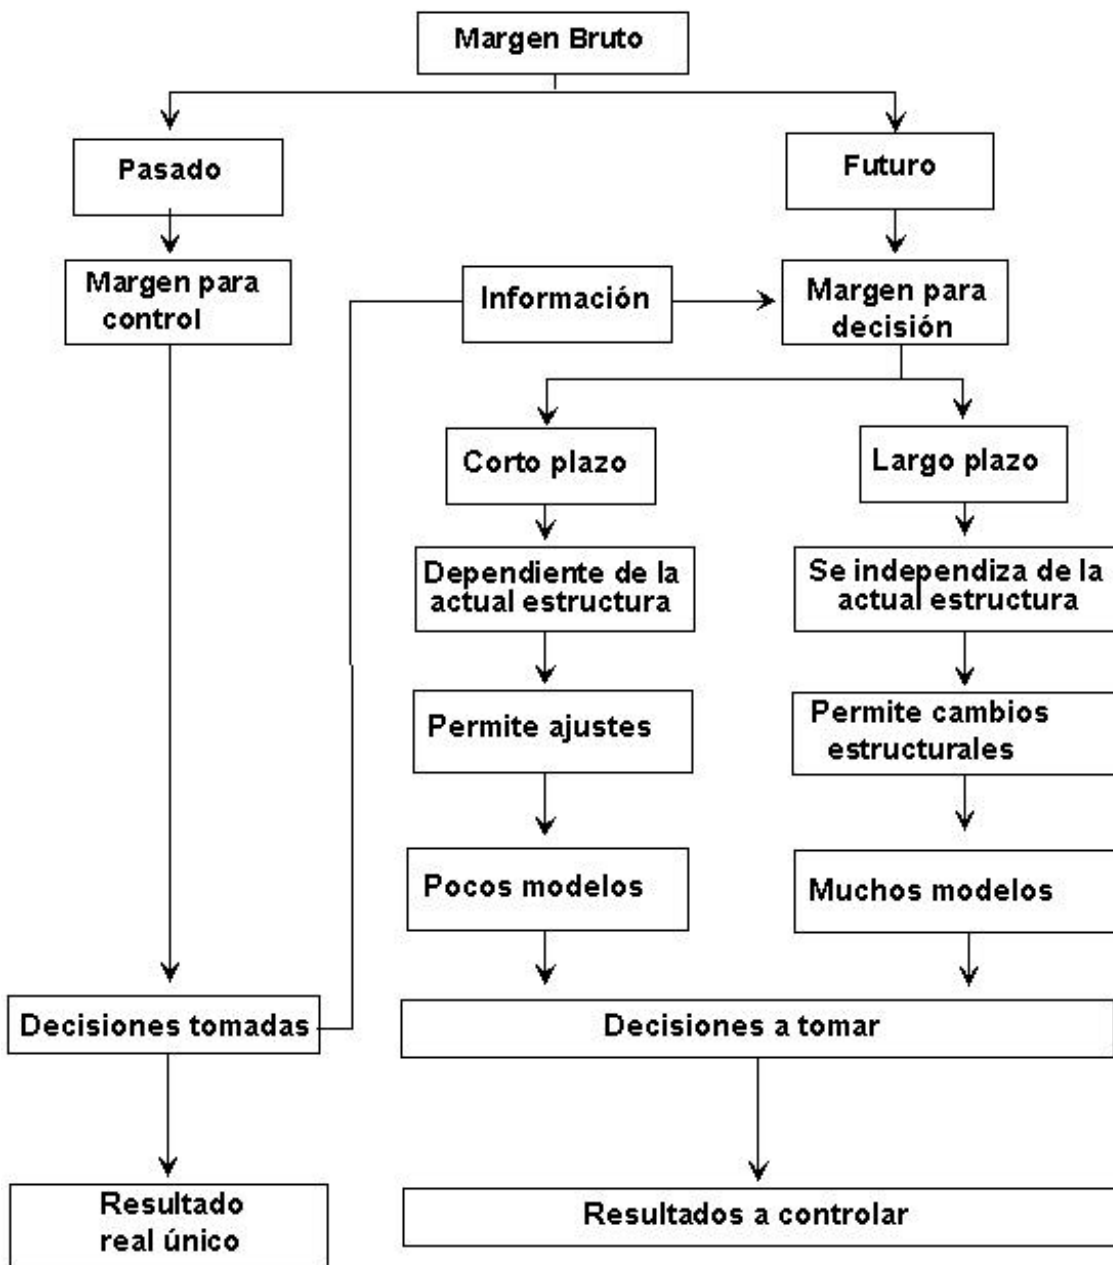 Margen Bruto
Pasado
Futuro
Margen para
control
Información
Margen para
decisión
Corto plazo
Largo plazo
Dependiente de la
actual estructura
Se independiza de la
actual estructura
Permite ajustes
Permite cambios
estructurales
Pocos modelos
Muchos modelos
Decisiones tomadas
Decisiones a tomar
Resultado
real único
Resultados a controlar